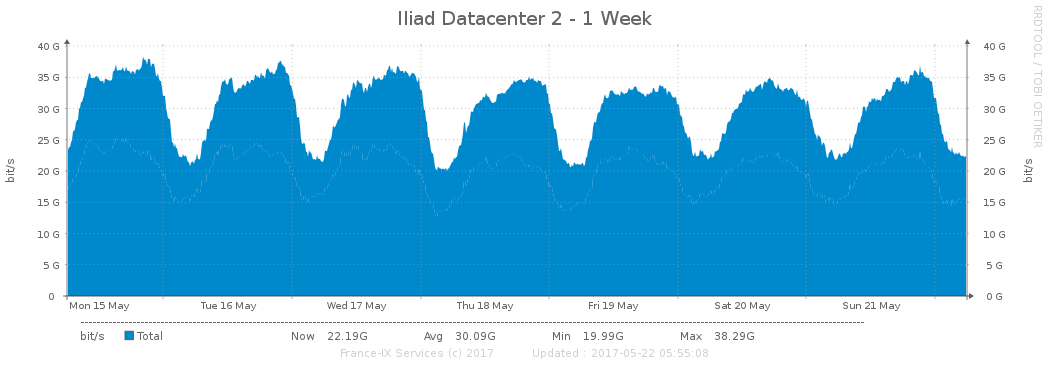 Iliad Datacenter 2 - 1 Week
RRDTOOL / TOBI OETIKER
40 G 40 G
35 G 35 G
30 G 30 G
25 G 25 G
20 G 20 G
15 G 15 G
10 G 10 G
5 G 5 G
0 0 G
bit/s bit/s
Mon 15 May Tue 16 May Wed 17 May Thu 18 May Fri 19 May Sat 20 May Sun 21 May
bit/s Total Now 22.19G Avg 30.09G Min 19.99G Max 38.29G
France-IX Services (c) 2017 Updated : 2017-05-22 05:55:08